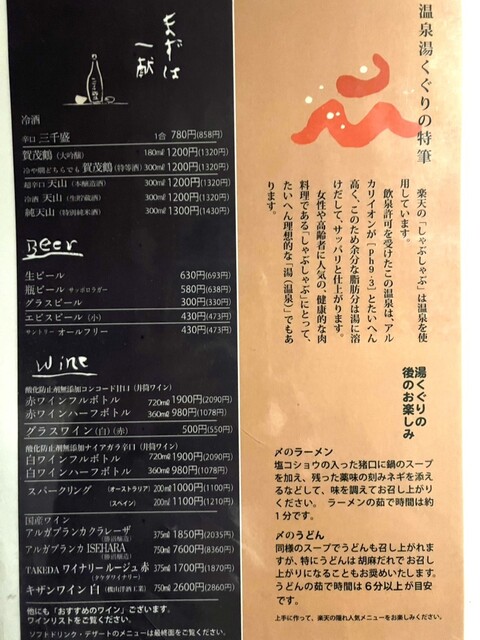 まずは
一献
冷酒
辛口 三千盛 1合 780円(858円)
賀茂鶴 (大吟醸) 180ml 1200円(1320円)
冷や燗どちらでも 賀茂鶴 (特等酒) 300ml 1200円(1320円)
超辛口 天山 (本醸造酒) 300ml 1200円(1320円)
冷酒 天山 (生貯蔵酒) 300ml 1200円(1320円)
純天山 (特別純米酒) 300ml 1300円(1430円)
Beer
生ビール 630円(693円)
瓶ビール サッポロラガー 580円(638円)
グラスビール 300円(330円)
エビスビール (小) 430円(473円)
サントリー オールフリー 430円(473円)
Wine
酸化防止剤無添加コンコード甘口 (井筒ワイン)
赤ワインフルボトル 720ml 1900円(2090円)
赤ワインハーフボトル 360ml 980円(1078円)
グラスワイン (白) (赤) 500円(550円)
酸化防止剤無添加ナイアガラ辛口 (井筒ワイン)
白ワインフルボトル 720ml 1900円(2090円)
白ワインハーフボトル 360ml 980円(1078円)
スパークリング (オーストラリア) 200ml 1000円(1100円)
(スペイン) 200ml 1100円(1210円)
国産ワイン
アルガブランカクラレーザ 375ml 1850円(2035円)
(勝沼醸造)
アルガブランカ ISEHARA 750ml 7600円(8360円)
(勝沼醸造)
TAKEDA ワイナリー ルージュ 赤 375ml 1700円(1870円)
(タケダワイナリー)
キザンワイン 白 (機山洋酒工業) 750ml 2600円(2860円)
他にも「おすすめのワイン」ございます。
ワインリストをご覧ください。
ソフトドリンク・デザートのメニューは最終面をご覧ください。
温泉湯くぐりの特筆
楽天の「しゃぶしゃぶ」は温泉を使
用しています。
飲泉許可を受けたこの温泉は、アル
カリイオンが［ph9.3］とたいへん
高く、このため余分な脂肪分は湯に溶
けだして、サッパリと仕上がります。
女性や高齢者に人気の、健康的な肉
料理である「しゃぶしゃぶ」にとって、
たいへん理想的な「湯(温泉)」でもあ
ります。
湯くぐりの
後のお楽しみ
〆のラーメン
塩コショウの入った猪口に鍋のスープ
を加え、残った薬味の刻みネギを添え
るなどして、味を調えてお召し上がり
ください。 ラーメンの茹で時間は約
1分です。
〆のうどん
同様のスープでうどんも召し上がれま
すが、特にうどんは胡麻だれでお召し
上がりになることもお奨めいたします。
うどんの茹で時間は6分以上が目安
です。
上手に作って、楽天の隠れ人気メニューをお楽しみください。